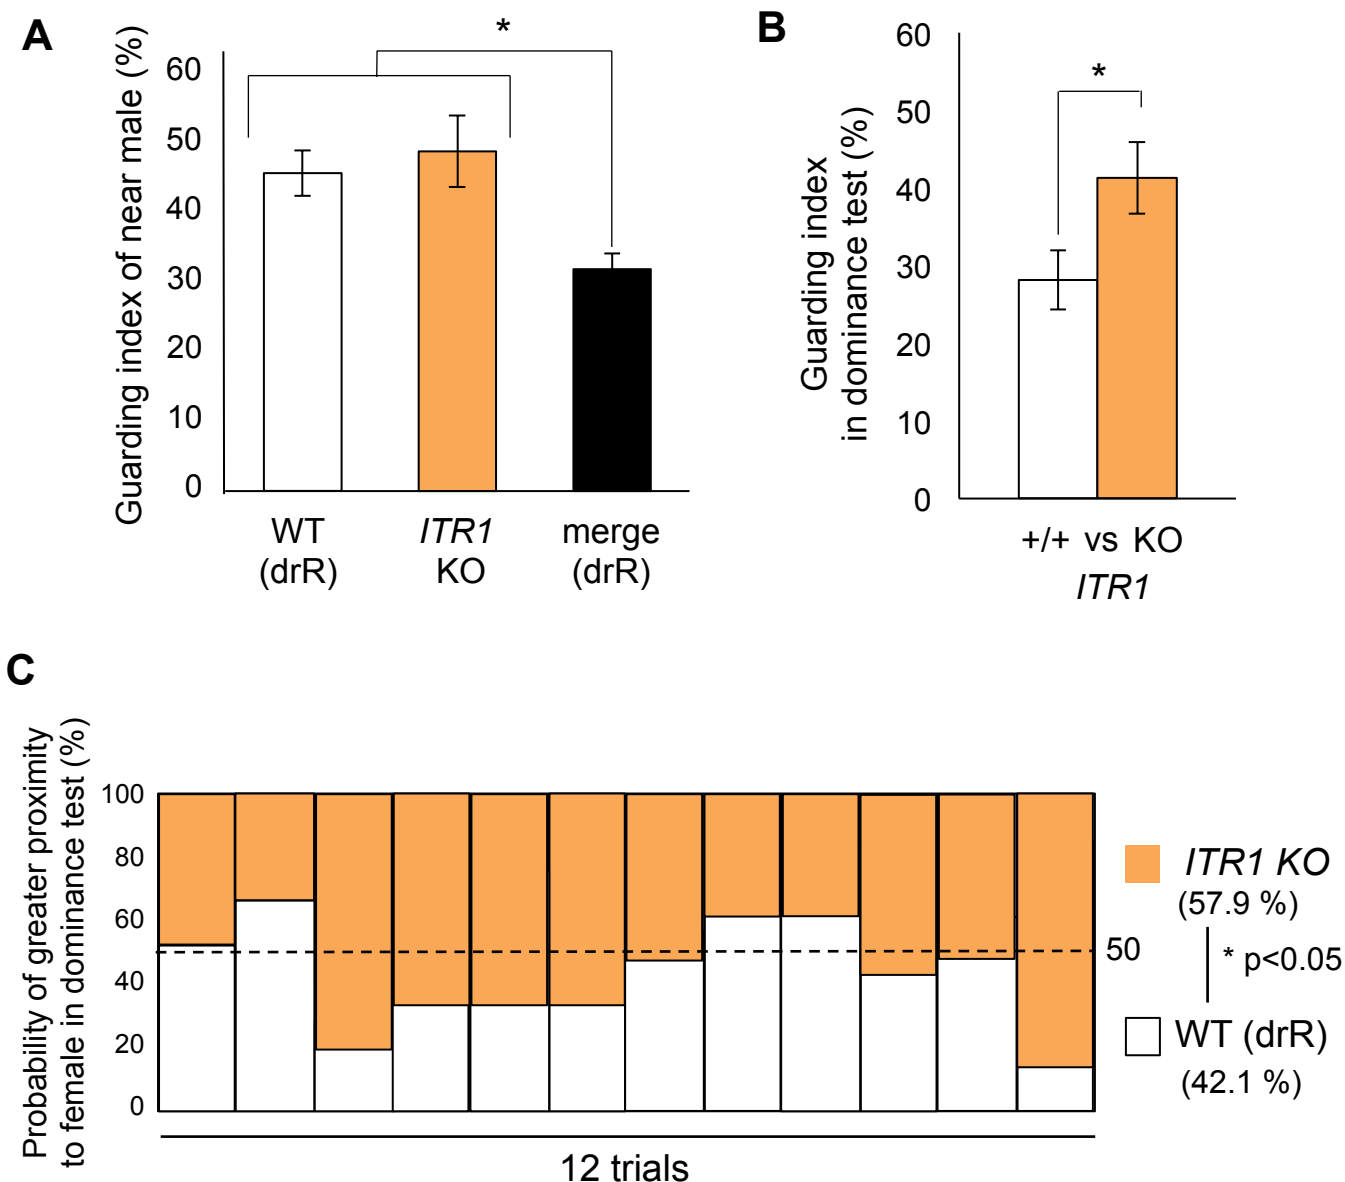 A
Guarding index of near male (%)
60
50
40
30
20
10
0
*
WT
(drR)
ITR1
KO
merge
(drR)
B
Guarding index
in dominance test (%)
60
50
40
30
20
10
0
*
+/+ vs KO
ITR1
C
Probability of greater proximity
to female in dominance test (%)
100
80
60
40
20
0
50
12 trials
ITR1 KO
(57.9 %)
* p<0.05
WT (drR)
(42.1 %)